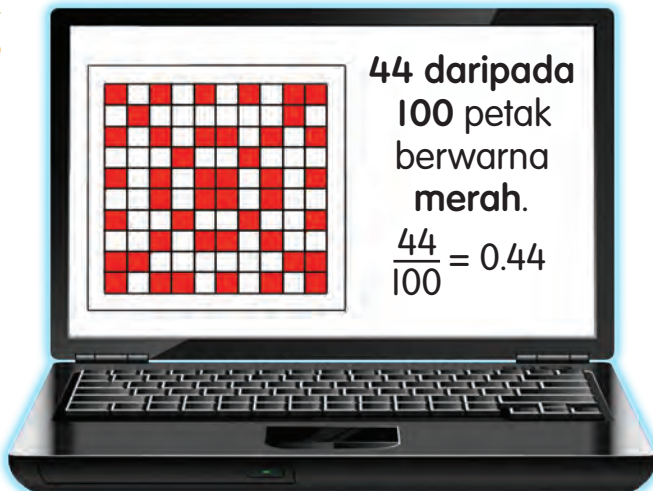 44 daripada
100 petak
berwarna
merah.
44/100 = 0.44